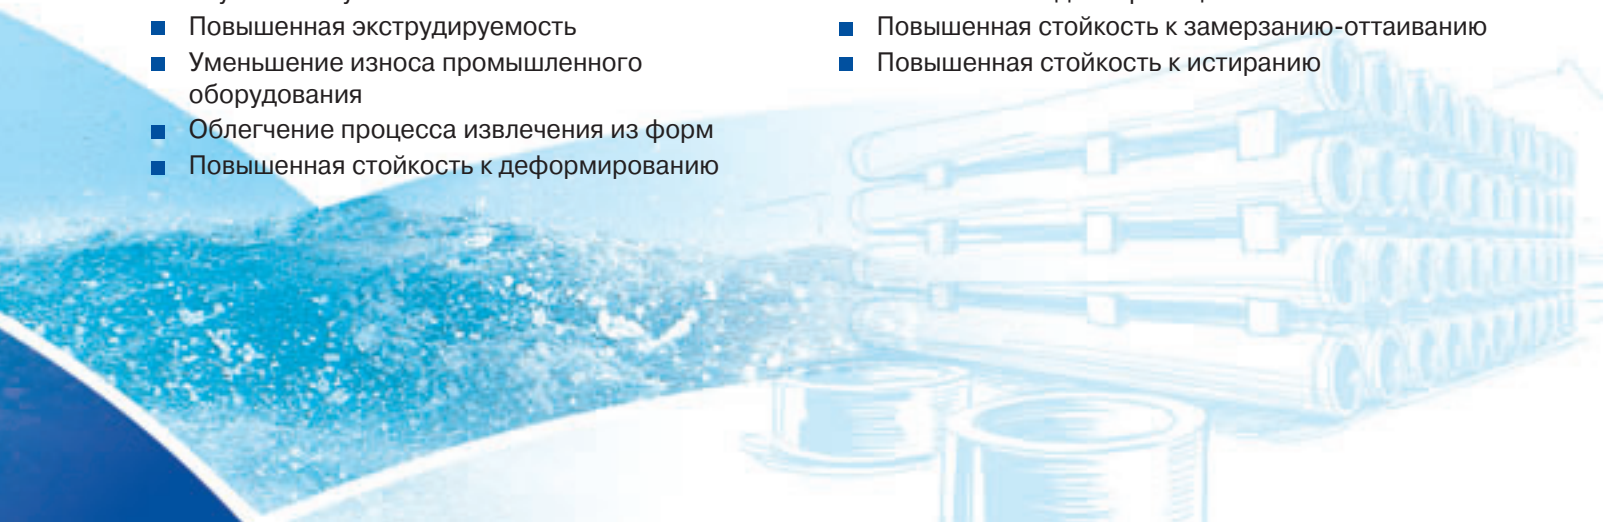 Повышенная экструдируемость
Уменьшение износа промышленного
оборудования
Облегчение процесса извлечения из форм
Повышенная стойкость к деформированию
Повышенная стойкость к замерзанию-оттаиванию
Повышенная стойкость к истиранию